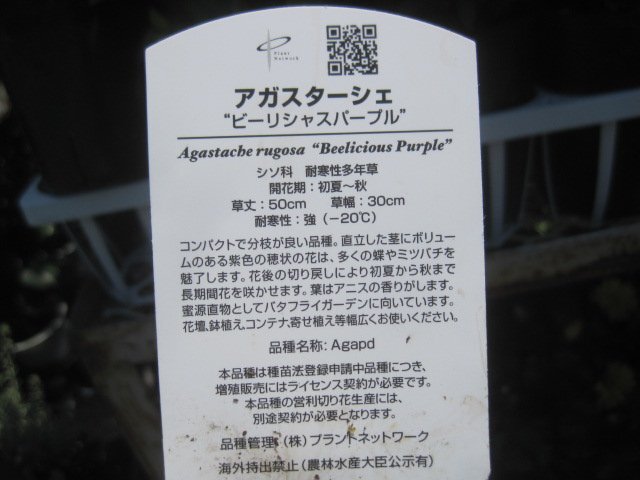 Plant
Network
アガスターシェ
“ビーリシャスパープル”
Agastache rugosa “Beelicious Purple”
シソ科 耐寒性多年草
開花期：初夏～秋
草丈：50cm 草幅：30cm
耐寒性：強（－20℃）
コンパクトで分枝が良い品種。直立した茎にボリュー
ムのある紫色の穂状の花は、多くの蝶やミツバチを
魅了します。花後の切り戻しにより初夏から秋まで
長期間花を咲かせます。葉はアニスの香りがします。
蜜源直物としてバタフライガーデンに向いています。
花壇、鉢植え、コンテナ、寄せ植え等幅広くお使いください。
品種名称：Agapd
本品種は種苗法登録申請中品種につき、
増殖販売にはライセンス契約が必要です。
本品種の営利切り花生産には、
別途契約が必要となります。
品種管理：（株）プラントネットワーク
海外持出禁止（農林水産大臣公示有）